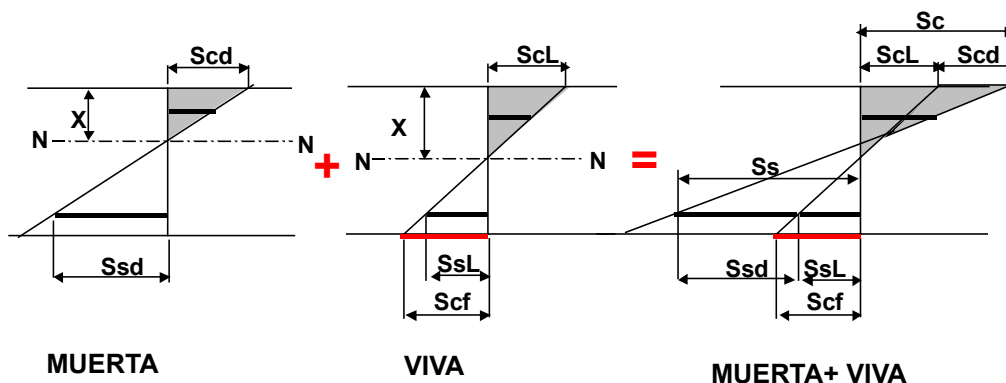 Scd
X
N
N
Ssd
MUERTA
+
ScL
X
N
N
SsL
Scf
VIVA
=
Sc
ScL
Scd
Ss
Ssd
SsL
Scf
MUERTA+ VIVA